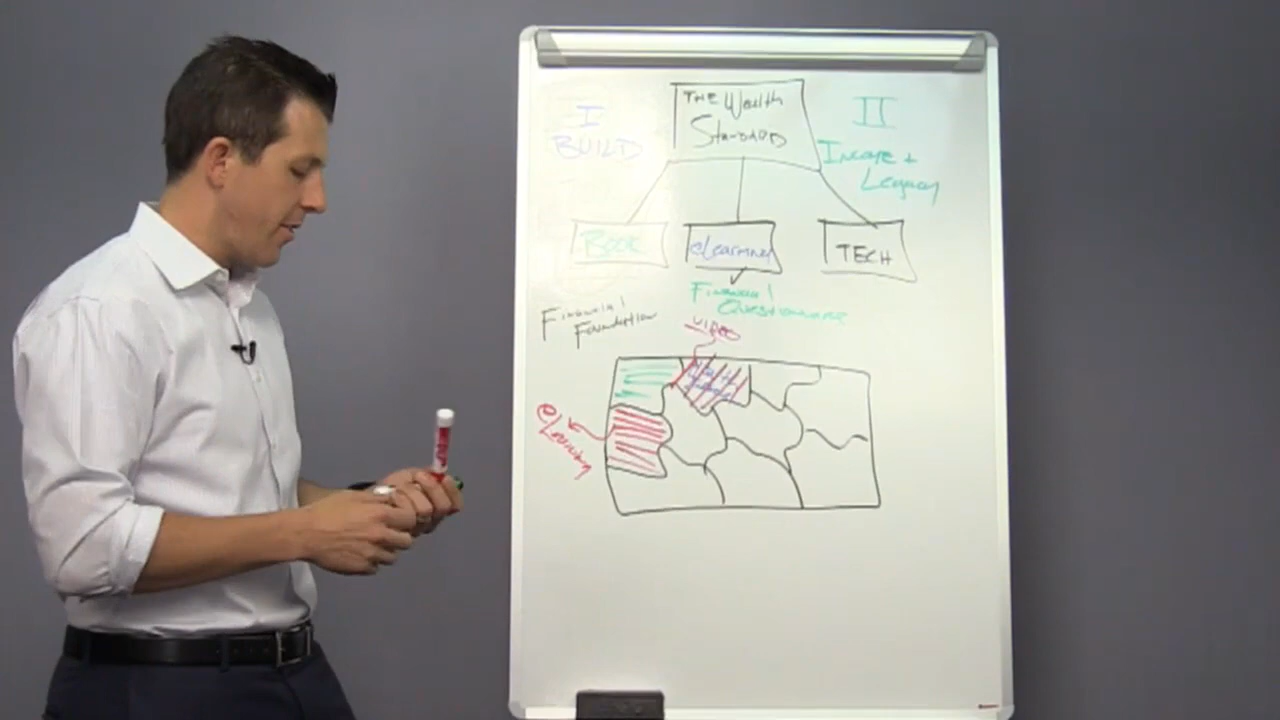 I
BUILD
THE Wealth
STANDARD
II
Income +
Legacy
BOOK
eLearning
TECH
Financial
Questionnaire
Financial
Foundation
VIDEO
eLearning